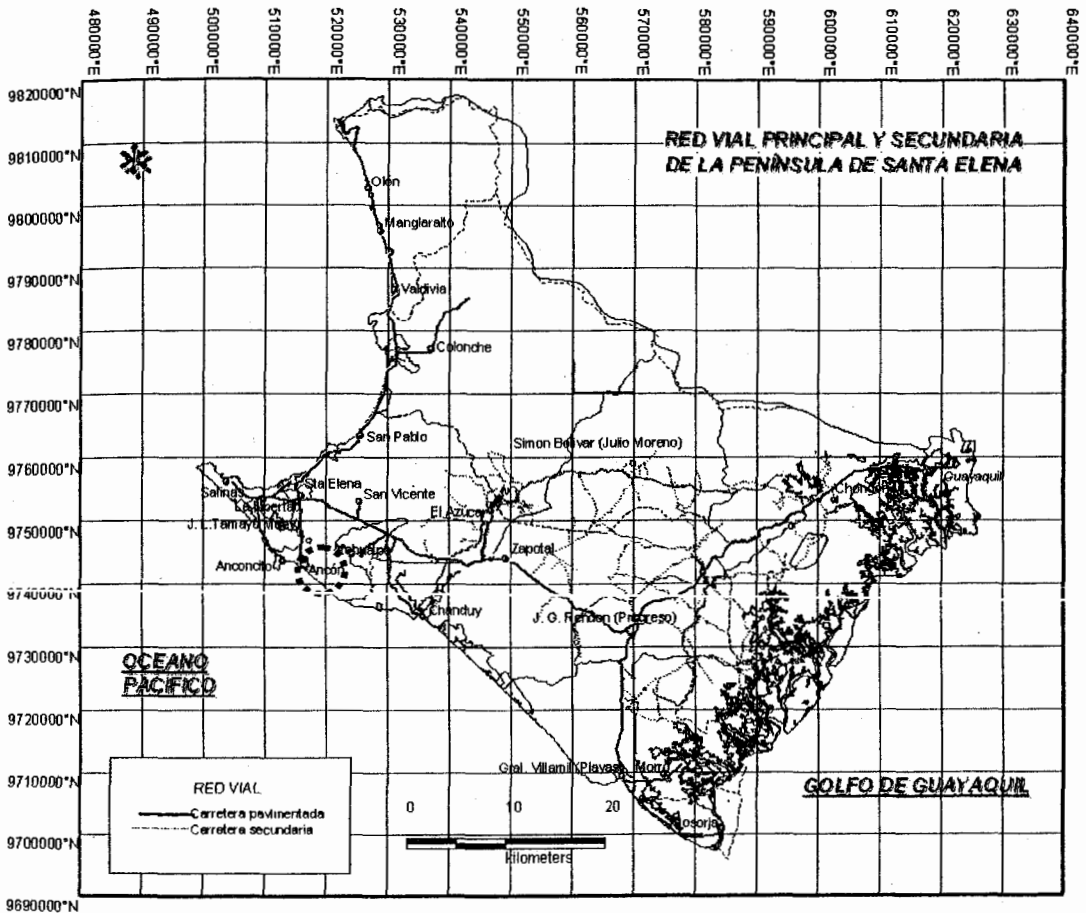 480000°E
490000°E
500000°E
510000°E
520000°E
530000°E
540000°E
550000°E
560000°E
570000°E
580000°E
590000°E
600000°E
610000°E
620000°E
630000°E
640000°E
9820000°N
9810000°N
9800000°N
9790000°N
9780000°N
9770000°N
9760000°N
9750000°N
9740000°N
9730000°N
9720000°N
9710000°N
9700000°N
9690000°N
RED VIAL PRINCIPAL Y SECUNDARIA
DE LA PENÍNSULA DE SANTA ELENA
Olón
Manglaralto
Valdivia
Colonche
San Pablo
Simon Bolivar (Julio Moreno)
Salinas
Sta Elena
La Libertad
San Vicente
J. L. Tamayo
El Azúcar
Guayaquil
Anconcito
Ancón
Atahualpa
Zapotal
Chanduy
J. G. Rendon (Progreso)
OCEANO
PACIFICO
Gral. Villamil (Playas)
Morro
Posorja
GOLFO DE GUAYAQUIL
RED VIAL
Carretera pavimentada
Carretera secundaria
0 10 20
kilometers